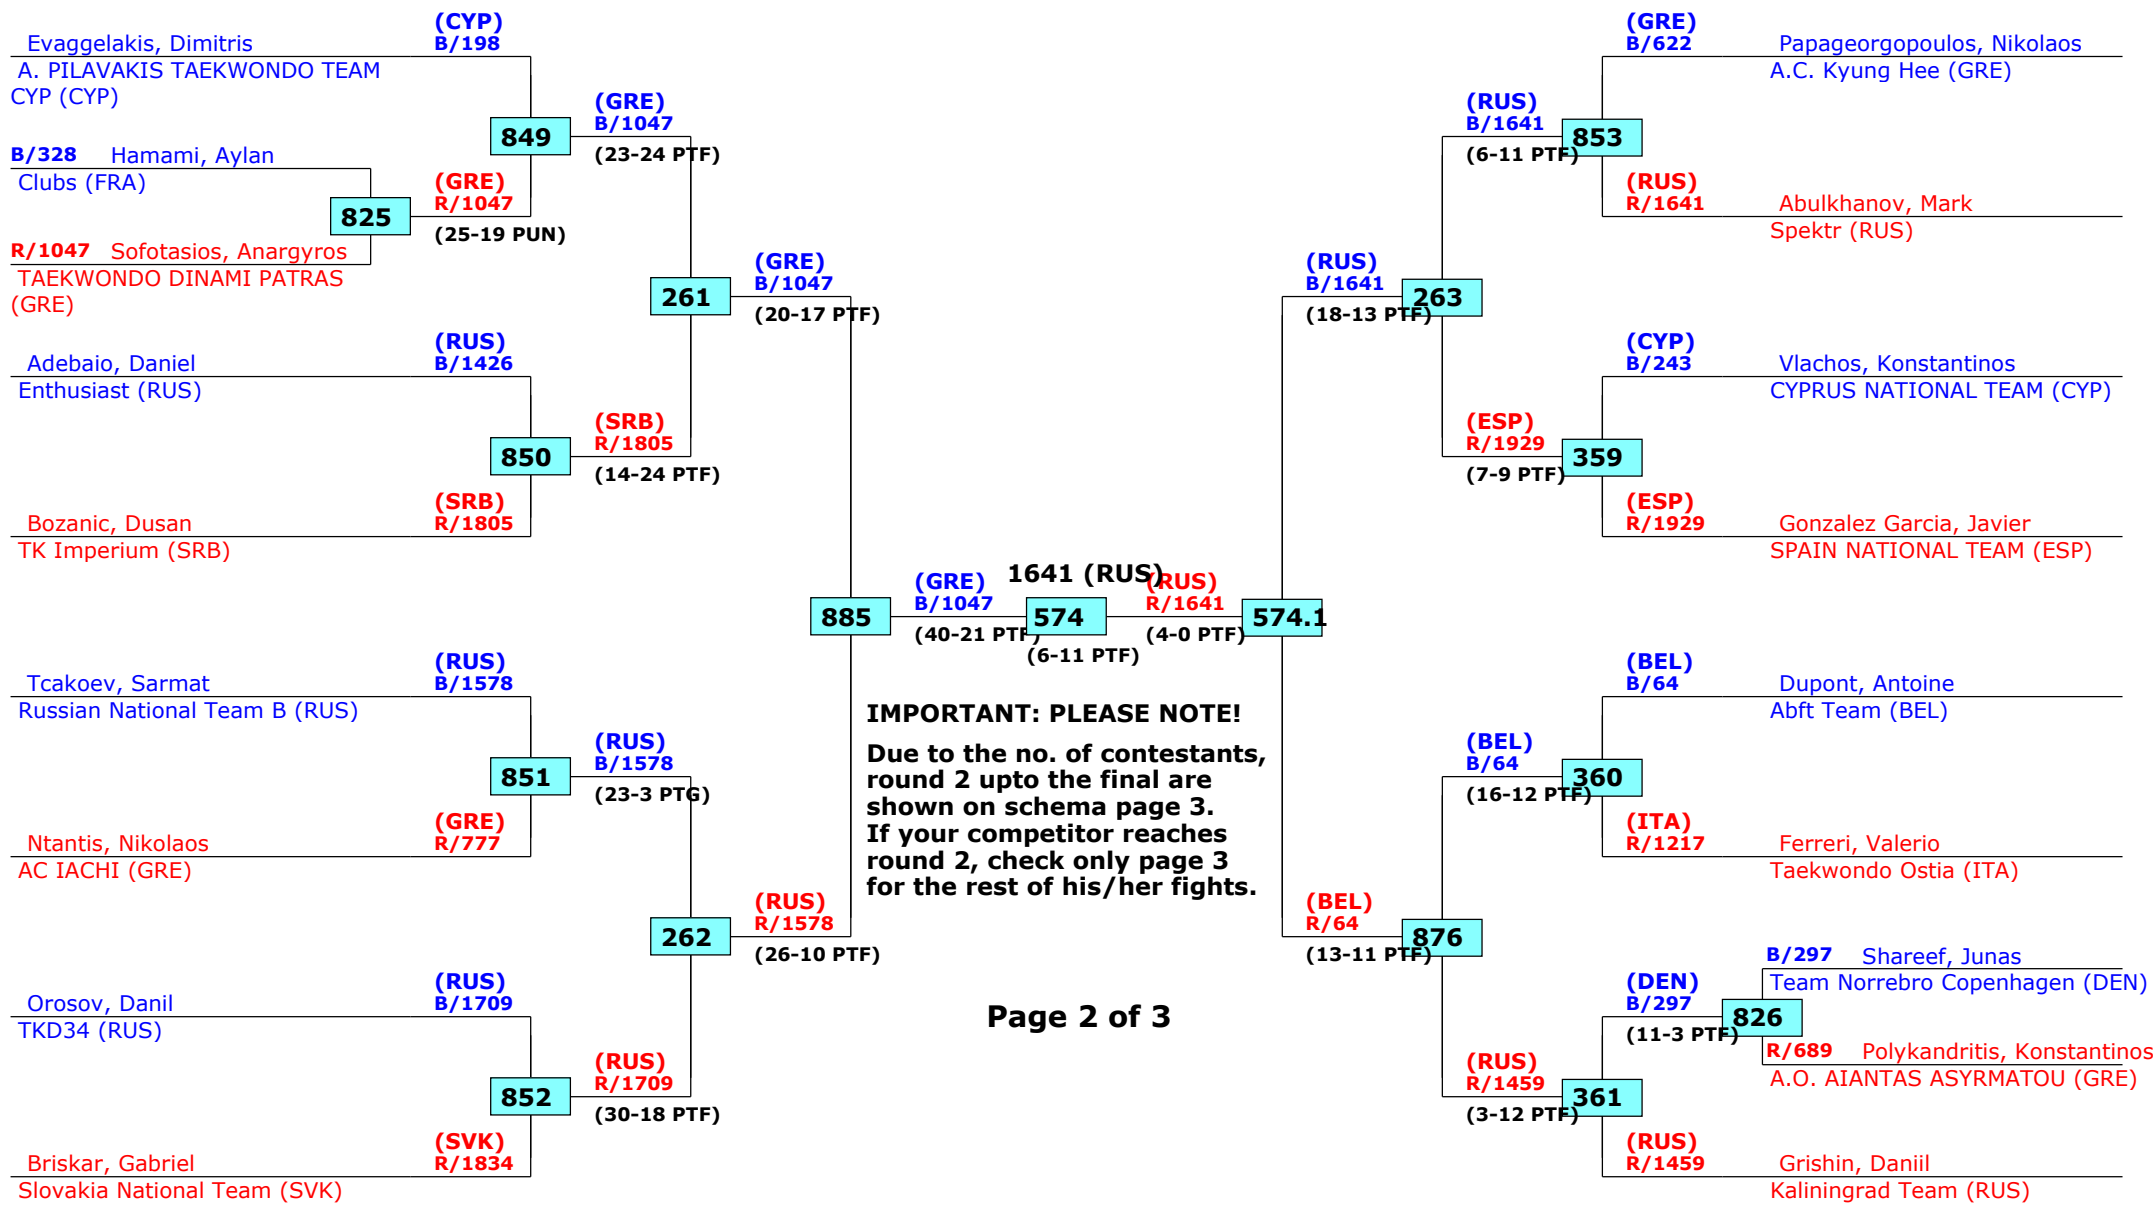 (CYP)
Evaggelakis, Dimitris B/198
A. PILAVAKIS TAEKWONDO TEAM
CYP (CYP)
849
(GRE)
B/1047
(23-24 PTF)
B/328 Hamami, Aylan
Clubs (FRA)
825
(GRE)
R/1047
(25-19 PUN)
R/1047 Sofotasios, Anargyros
TAEKWONDO DINAMI PATRAS
(GRE)
261
(GRE)
B/1047
(20-17 PTF)
(RUS)
Adebaio, Daniel B/1426
Enthusiast (RUS)
850
(SRB)
R/1805
(14-24 PTF)
(SRB)
Bozanic, Dusan R/1805
TK Imperium (SRB)
885
(GRE)
B/1047
(40-21 PTF)
1641 (RUS)
574
(6-11 PTF)
(RUS)
R/1641
(4-0 PTF)
574.1
(RUS)
Tcakoev, Sarmat B/1578
Russian National Team B (RUS)
851
(RUS)
B/1578
(23-3 PTG)
(GRE)
Ntantis, Nikolaos R/777
AC IACHI (GRE)
262
(RUS)
R/1578
(26-10 PTF)
(RUS)
Orosov, Danil B/1709
TKD34 (RUS)
852
(RUS)
R/1709
(30-18 PTF)
(SVK)
Briskar, Gabriel R/1834
Slovakia National Team (SVK)
IMPORTANT: PLEASE NOTE!
Due to the no. of contestants,
round 2 upto the final are
shown on schema page 3.
If your competitor reaches
round 2, check only page 3
for the rest of his/her fights.
Page 2 of 3
(GRE)
B/622 Papageorgopoulos, Nikolaos
A.C. Kyung Hee (GRE)
(RUS)
B/1641
(6-11 PTF)
853
(RUS)
R/1641 Abulkhanov, Mark
Spektr (RUS)
(RUS)
B/1641
(18-13 PTF)
263
(CYP)
B/243 Vlachos, Konstantinos
CYPRUS NATIONAL TEAM (CYP)
(ESP)
R/1929
(7-9 PTF)
359
(ESP)
R/1929 Gonzalez Garcia, Javier
SPAIN NATIONAL TEAM (ESP)
(BEL)
B/64 Dupont, Antoine
Abft Team (BEL)
(BEL)
B/64
(16-12 PTF)
360
(ITA)
R/1217 Ferreri, Valerio
Taekwondo Ostia (ITA)
(BEL)
R/64
(13-11 PTF)
876
B/297 Shareef, Junas
Team Norrebro Copenhagen (DEN)
(DEN)
B/297
(11-3 PTF)
826
R/689 Polykandritis, Konstantinos
A.O. AIANTAS ASYRMATOU (GRE)
(RUS)
R/1459
(3-12 PTF)
361
(RUS)
R/1459 Grishin, Daniil
Kaliningrad Team (RUS)